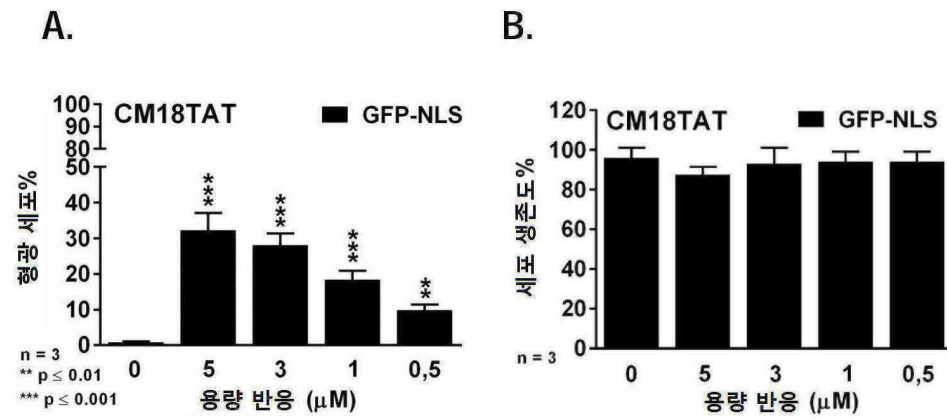 A.
CM18TAT
GFP-NLS
형광 세포%
100
90
80
50
40
30
20
10
0
***
***
***
**
0 5 3 1 0,5
용량 반응 (μM)
n = 3
** p ≤ 0.01
*** p ≤ 0.001
B.
CM18TAT
GFP-NLS
세포 생존도%
120
100
80
60
40
20
0
0 5 3 1 0,5
용량 반응 (μM)
n = 3